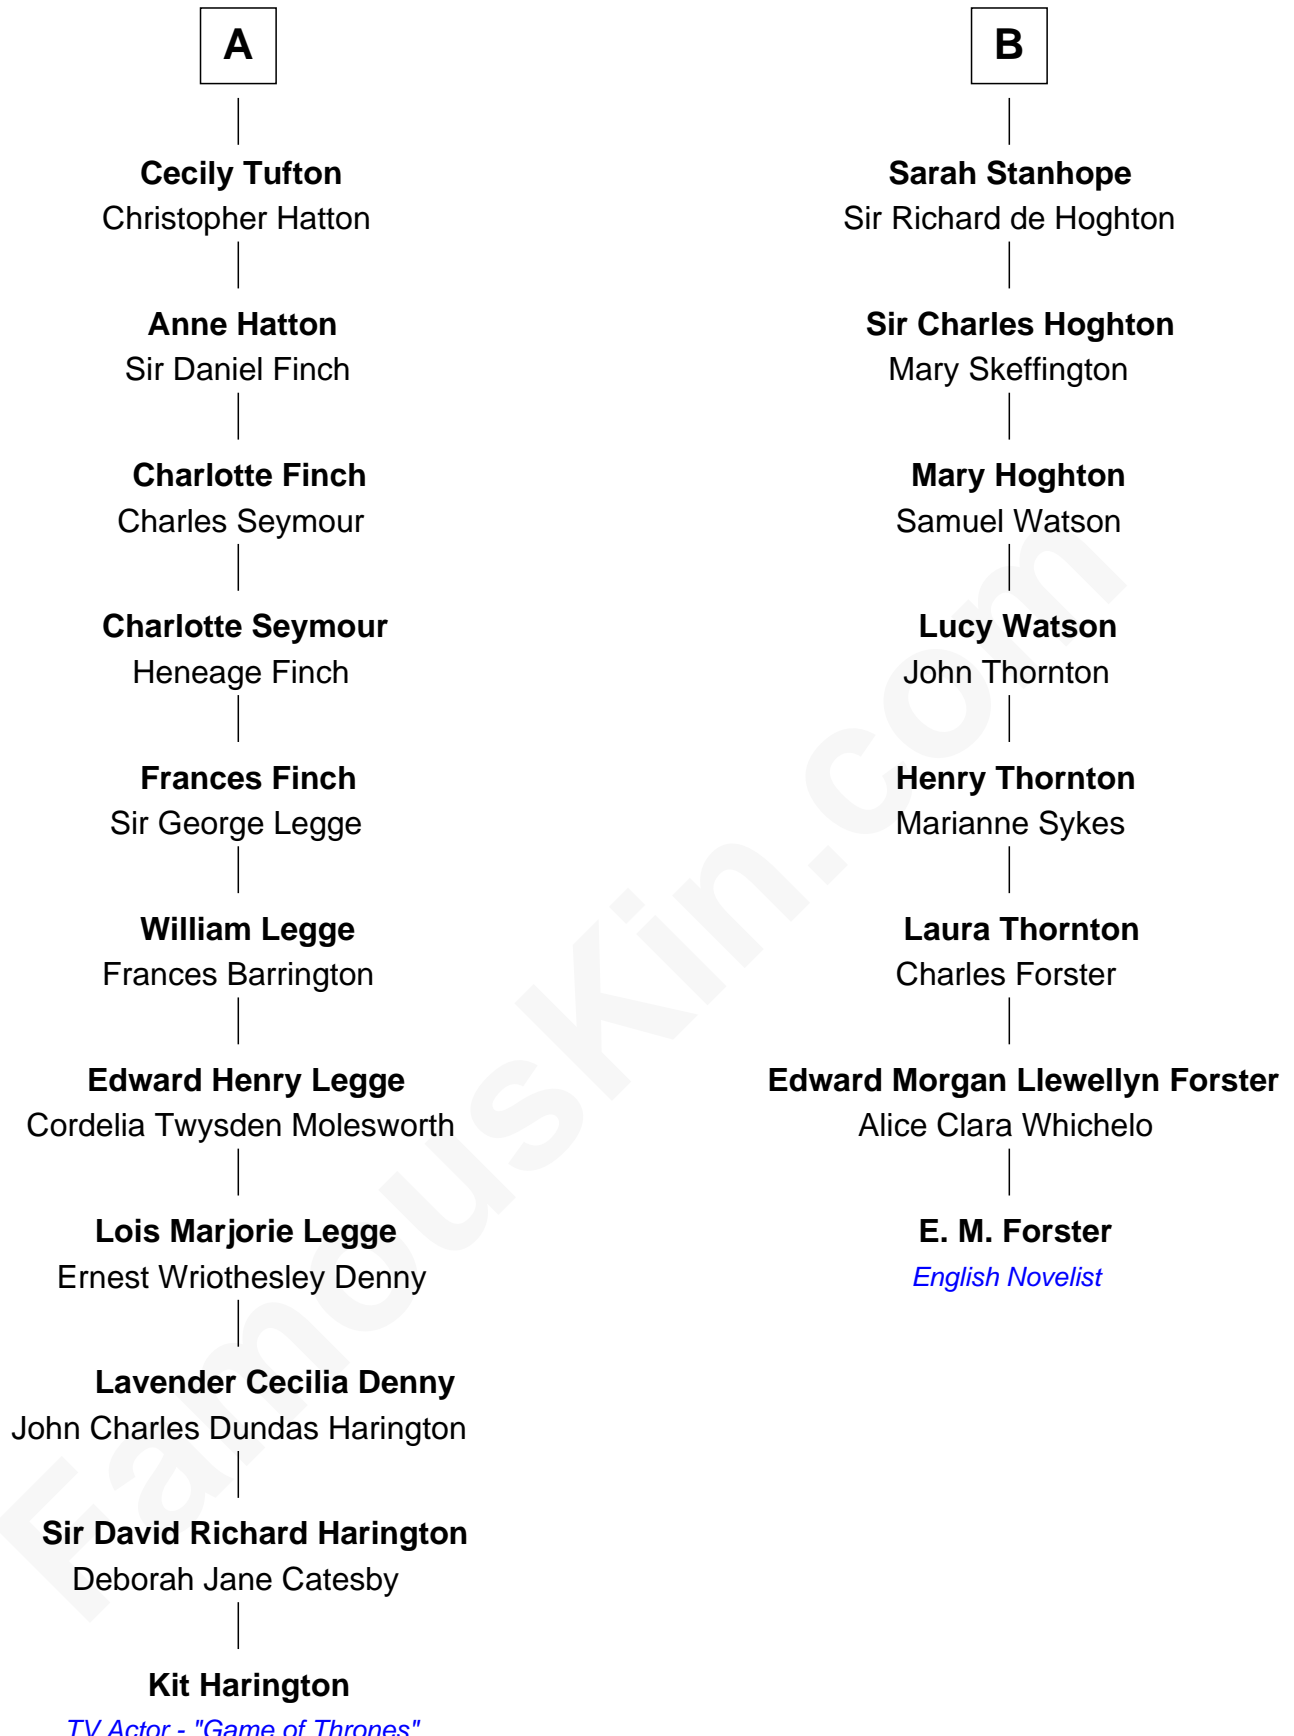 A
Cecily Tufton
Christopher Hatton
Anne Hatton
Sir Daniel Finch
Charlotte Finch
Charles Seymour
Charlotte Seymour
Heneage Finch
Frances Finch
Sir George Legge
William Legge
Frances Barrington
Edward Henry Legge
Cordelia Twysden Molesworth
Lois Marjorie Legge
Ernest Wriothesley Denny
Lavender Cecilia Denny
John Charles Dundas Harington
Sir David Richard Harington
Deborah Jane Catesby
Kit Harington
TV Actor - "Game of Thrones"
B
Sarah Stanhope
Sir Richard de Hoghton
Sir Charles Hoghton
Mary Skeffington
Mary Hoghton
Samuel Watson
Lucy Watson
John Thornton
Henry Thornton
Marianne Sykes
Laura Thornton
Charles Forster
Edward Morgan Llewellyn Forster
Alice Clara Whichelo
E. M. Forster
English Novelist
FamousKin.com